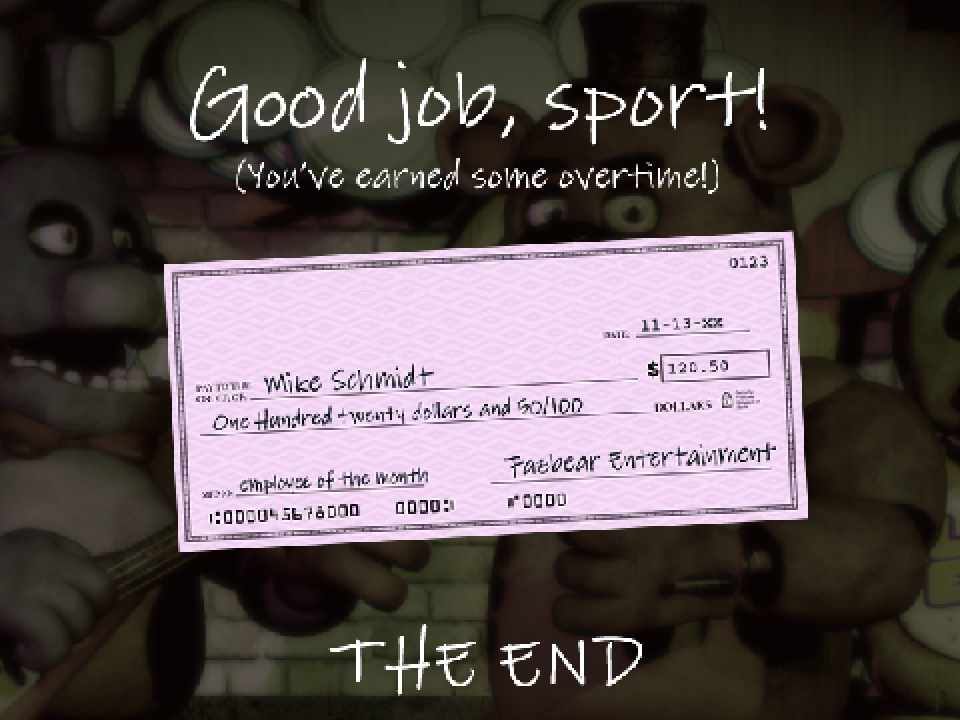 Good job, sport!
(You've earned some overtime!)
0123
DATE 11-13-XX
PAY TO THE ORDER OF Mike Schmidt $ 120.50
One Hundred twenty dollars and 50/100 DOLLARS
MEMO employee of the month Fazbear Entertainment
⑆000045678000 0000⑆ ⑈0000
THE END